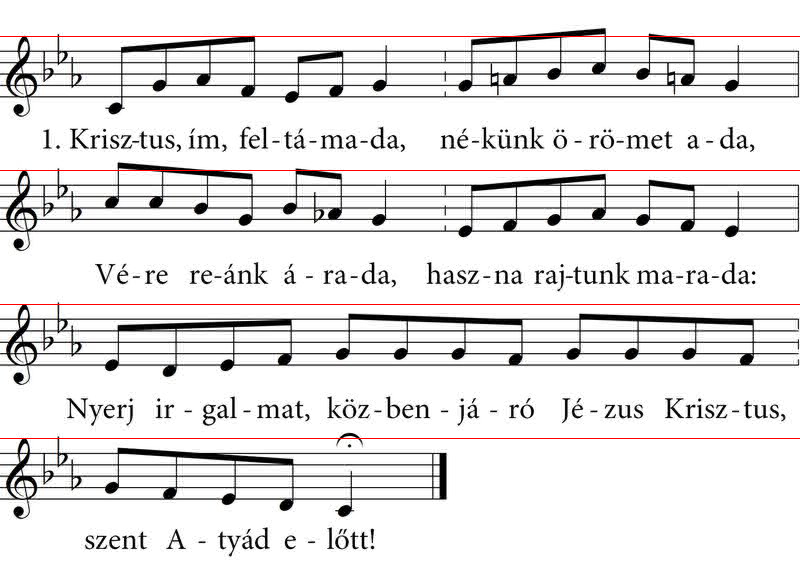 1. Krisz-tus, ím, fel-tá-ma-da, né-künk ö-rö-met a-da,
Vé-re re-ánk á-ra-da, hasz-na raj-tunk ma-ra-da:
Nyerj ir-gal-mat, köz-ben-já-ró Jé-zus Krisz-tus,
szent A-tyád e-lőtt!